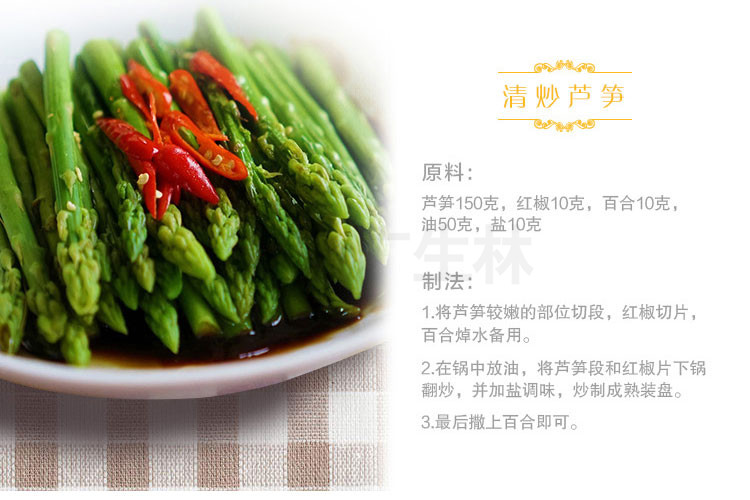 清炒芦笋
原料：
芦笋150克，红椒10克，百合10克，
油50克，盐10克
制法：
1.将芦笋较嫩的部位切段，红椒切片，
百合焯水备用。
2.在锅中放油，将芦笋段和红椒片下锅
翻炒，并加盐调味，炒制成熟装盘。
3.最后撒上百合即可。
生林